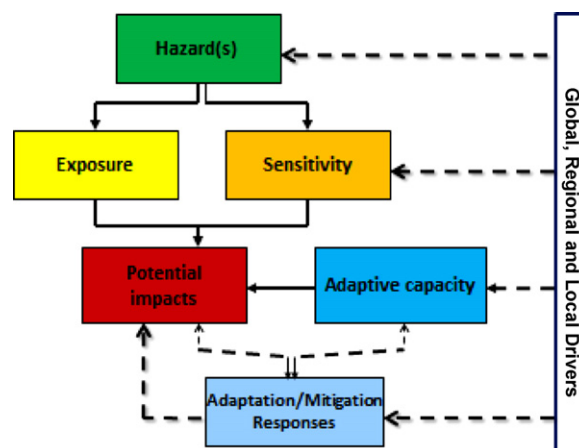 Hazard(s)
Exposure
Sensitivity
Potential
impacts
Adaptive capacity
Adaptation/Mitigation
Responses
Global, Regional and Local Drivers